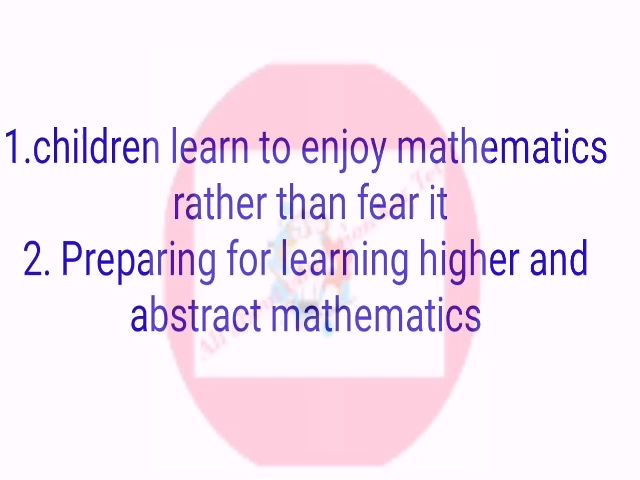 1.children learn to enjoy mathematics
rather than fear it
2. Preparing for learning higher and
abstract mathematics